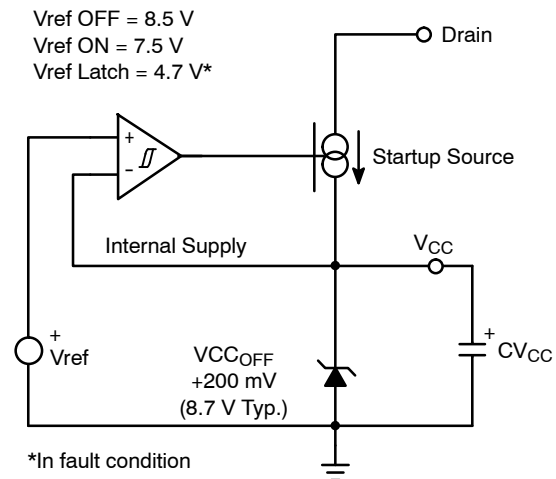 Vref OFF = 8.5 V
Vref ON = 7.5 V
Vref Latch = 4.7 V*
Drain
+
-
Startup Source
Internal Supply
VCC
+
Vref
VCCOFF
+200 mV
(8.7 V Typ.)
+
CVCC
*In fault condition